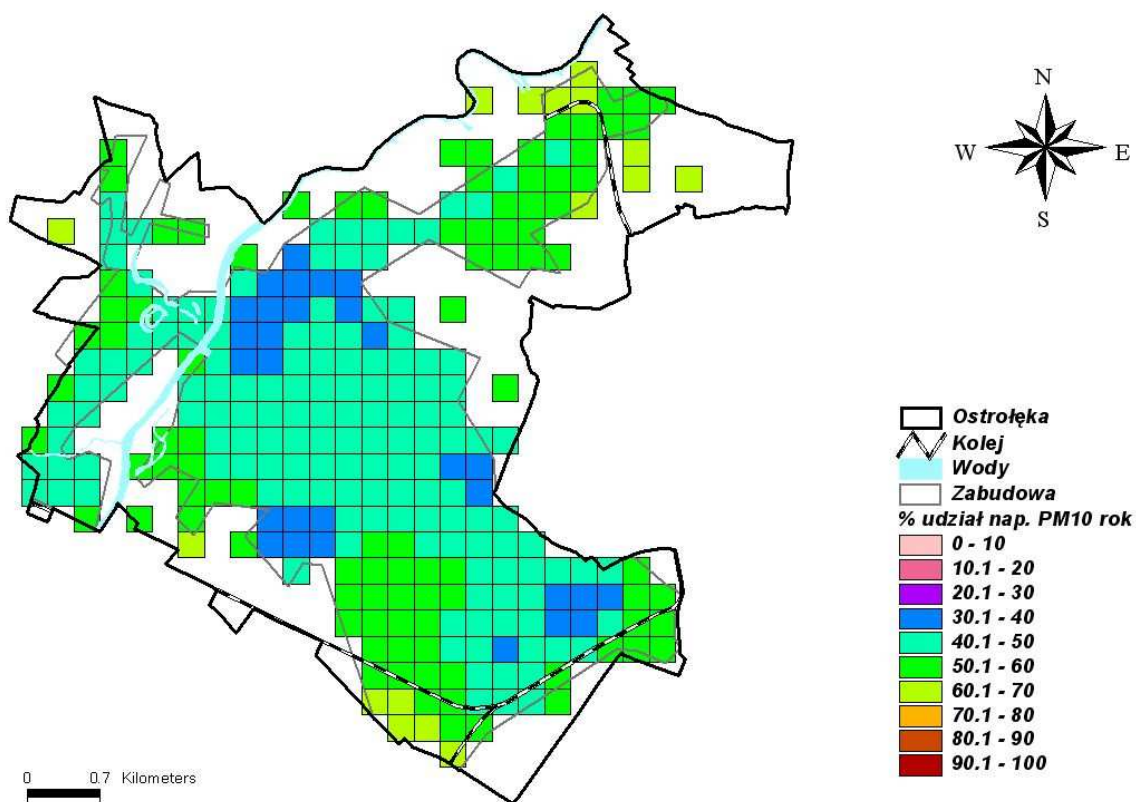 N
W E
S
Ostrołęka
Kolej
Wody
Zabudowa
% udział nap. PM10 rok
0 - 10
10.1 - 20
20.1 - 30
30.1 - 40
40.1 - 50
50.1 - 60
60.1 - 70
70.1 - 80
80.1 - 90
90.1 - 100
0 0.7 Kilometers